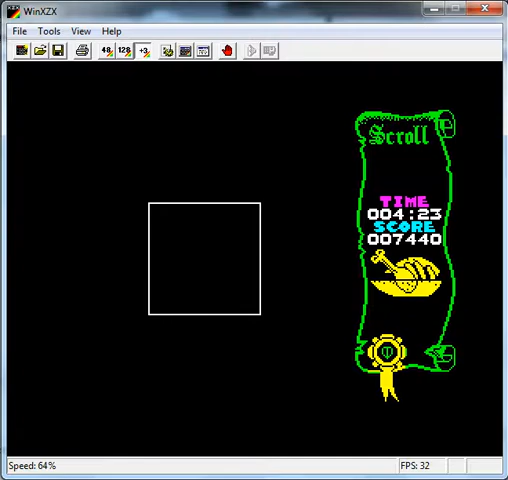 WinXZX
File Tools View Help
48 128 +3
Scroll
TIME
004:23
SCORE
007440
Speed: 64%
FPS: 32